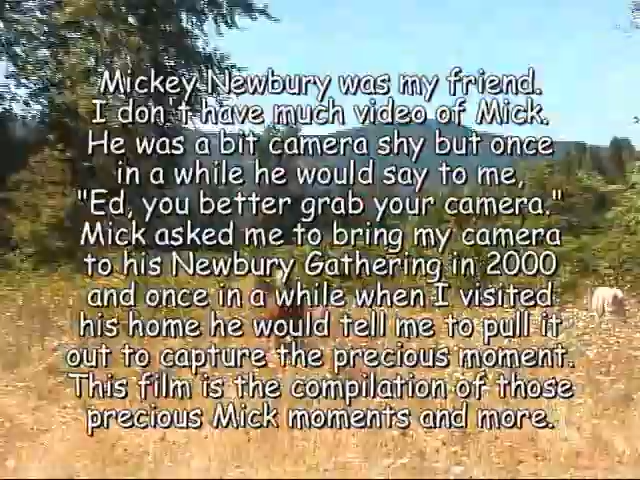 Mickey Newbury was my friend.
I don't have much video of Mick.
He was a bit camera shy but once
in a while he would say to me,
"Ed, you better grab your camera."
Mick asked me to bring my camera
to his Newbury Gathering in 2000
and once in a while when I visited
his home he would tell me to pull it
out to capture the precious moment.
This film is the compilation of those
precious Mick moments and more.